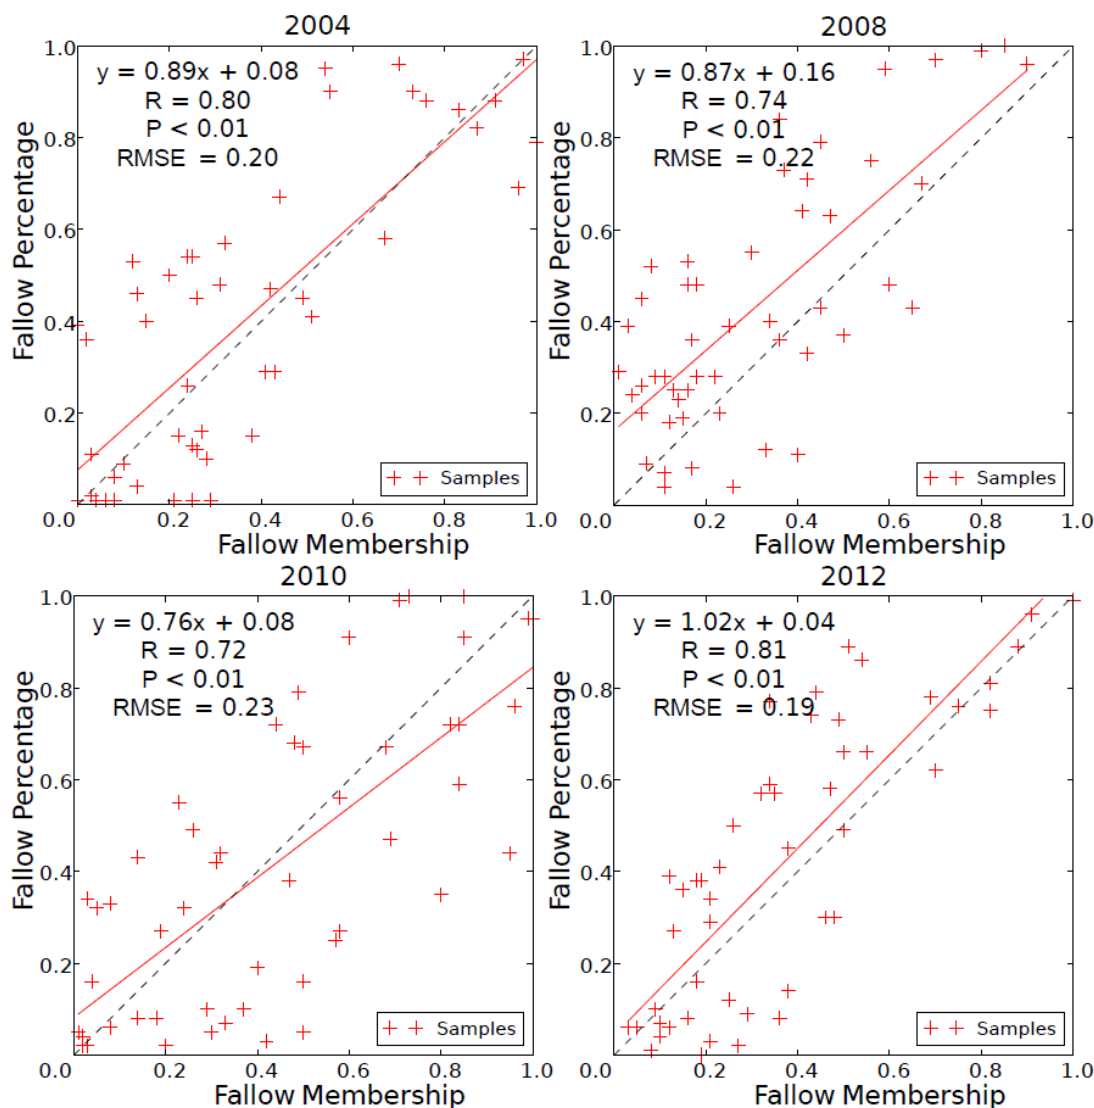 2004
y = 0.89x + 0.08
R = 0.80
P < 0.01
RMSE = 0.20
Fallow Percentage
1.0
0.8
0.6
0.4
0.2
0.0
0.2
0.4
0.6
0.8
1.0
Samples
Fallow Membership
2008
y = 0.87x + 0.16
R = 0.74
P < 0.01
RMSE = 0.22
Fallow Percentage
1.0
0.8
0.6
0.4
0.2
0.0
0.2
0.4
0.6
0.8
1.0
Samples
Fallow Membership
2010
y = 0.76x + 0.08
R = 0.72
P < 0.01
RMSE = 0.23
Fallow Percentage
1.0
0.8
0.6
0.4
0.2
0.0
0.2
0.4
0.6
0.8
1.0
Samples
Fallow Membership
2012
y = 1.02x + 0.04
R = 0.81
P < 0.01
RMSE = 0.19
Fallow Percentage
1.0
0.8
0.6
0.4
0.2
0.0
0.2
0.4
0.6
0.8
1.0
Samples
Fallow Membership